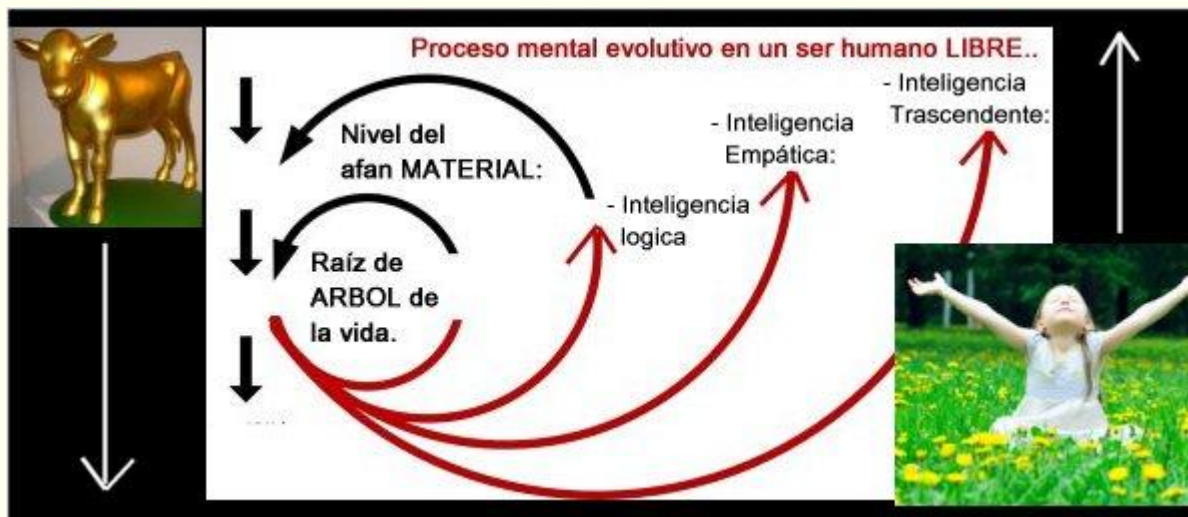 Proceso mental evolutivo en un ser humano LIBRE..
- Inteligencia
Trascendente:
- Inteligencia
Empática:
Nivel del
afan MATERIAL:
- Inteligencia
logica
Raíz de
ARBOL de
la vida.